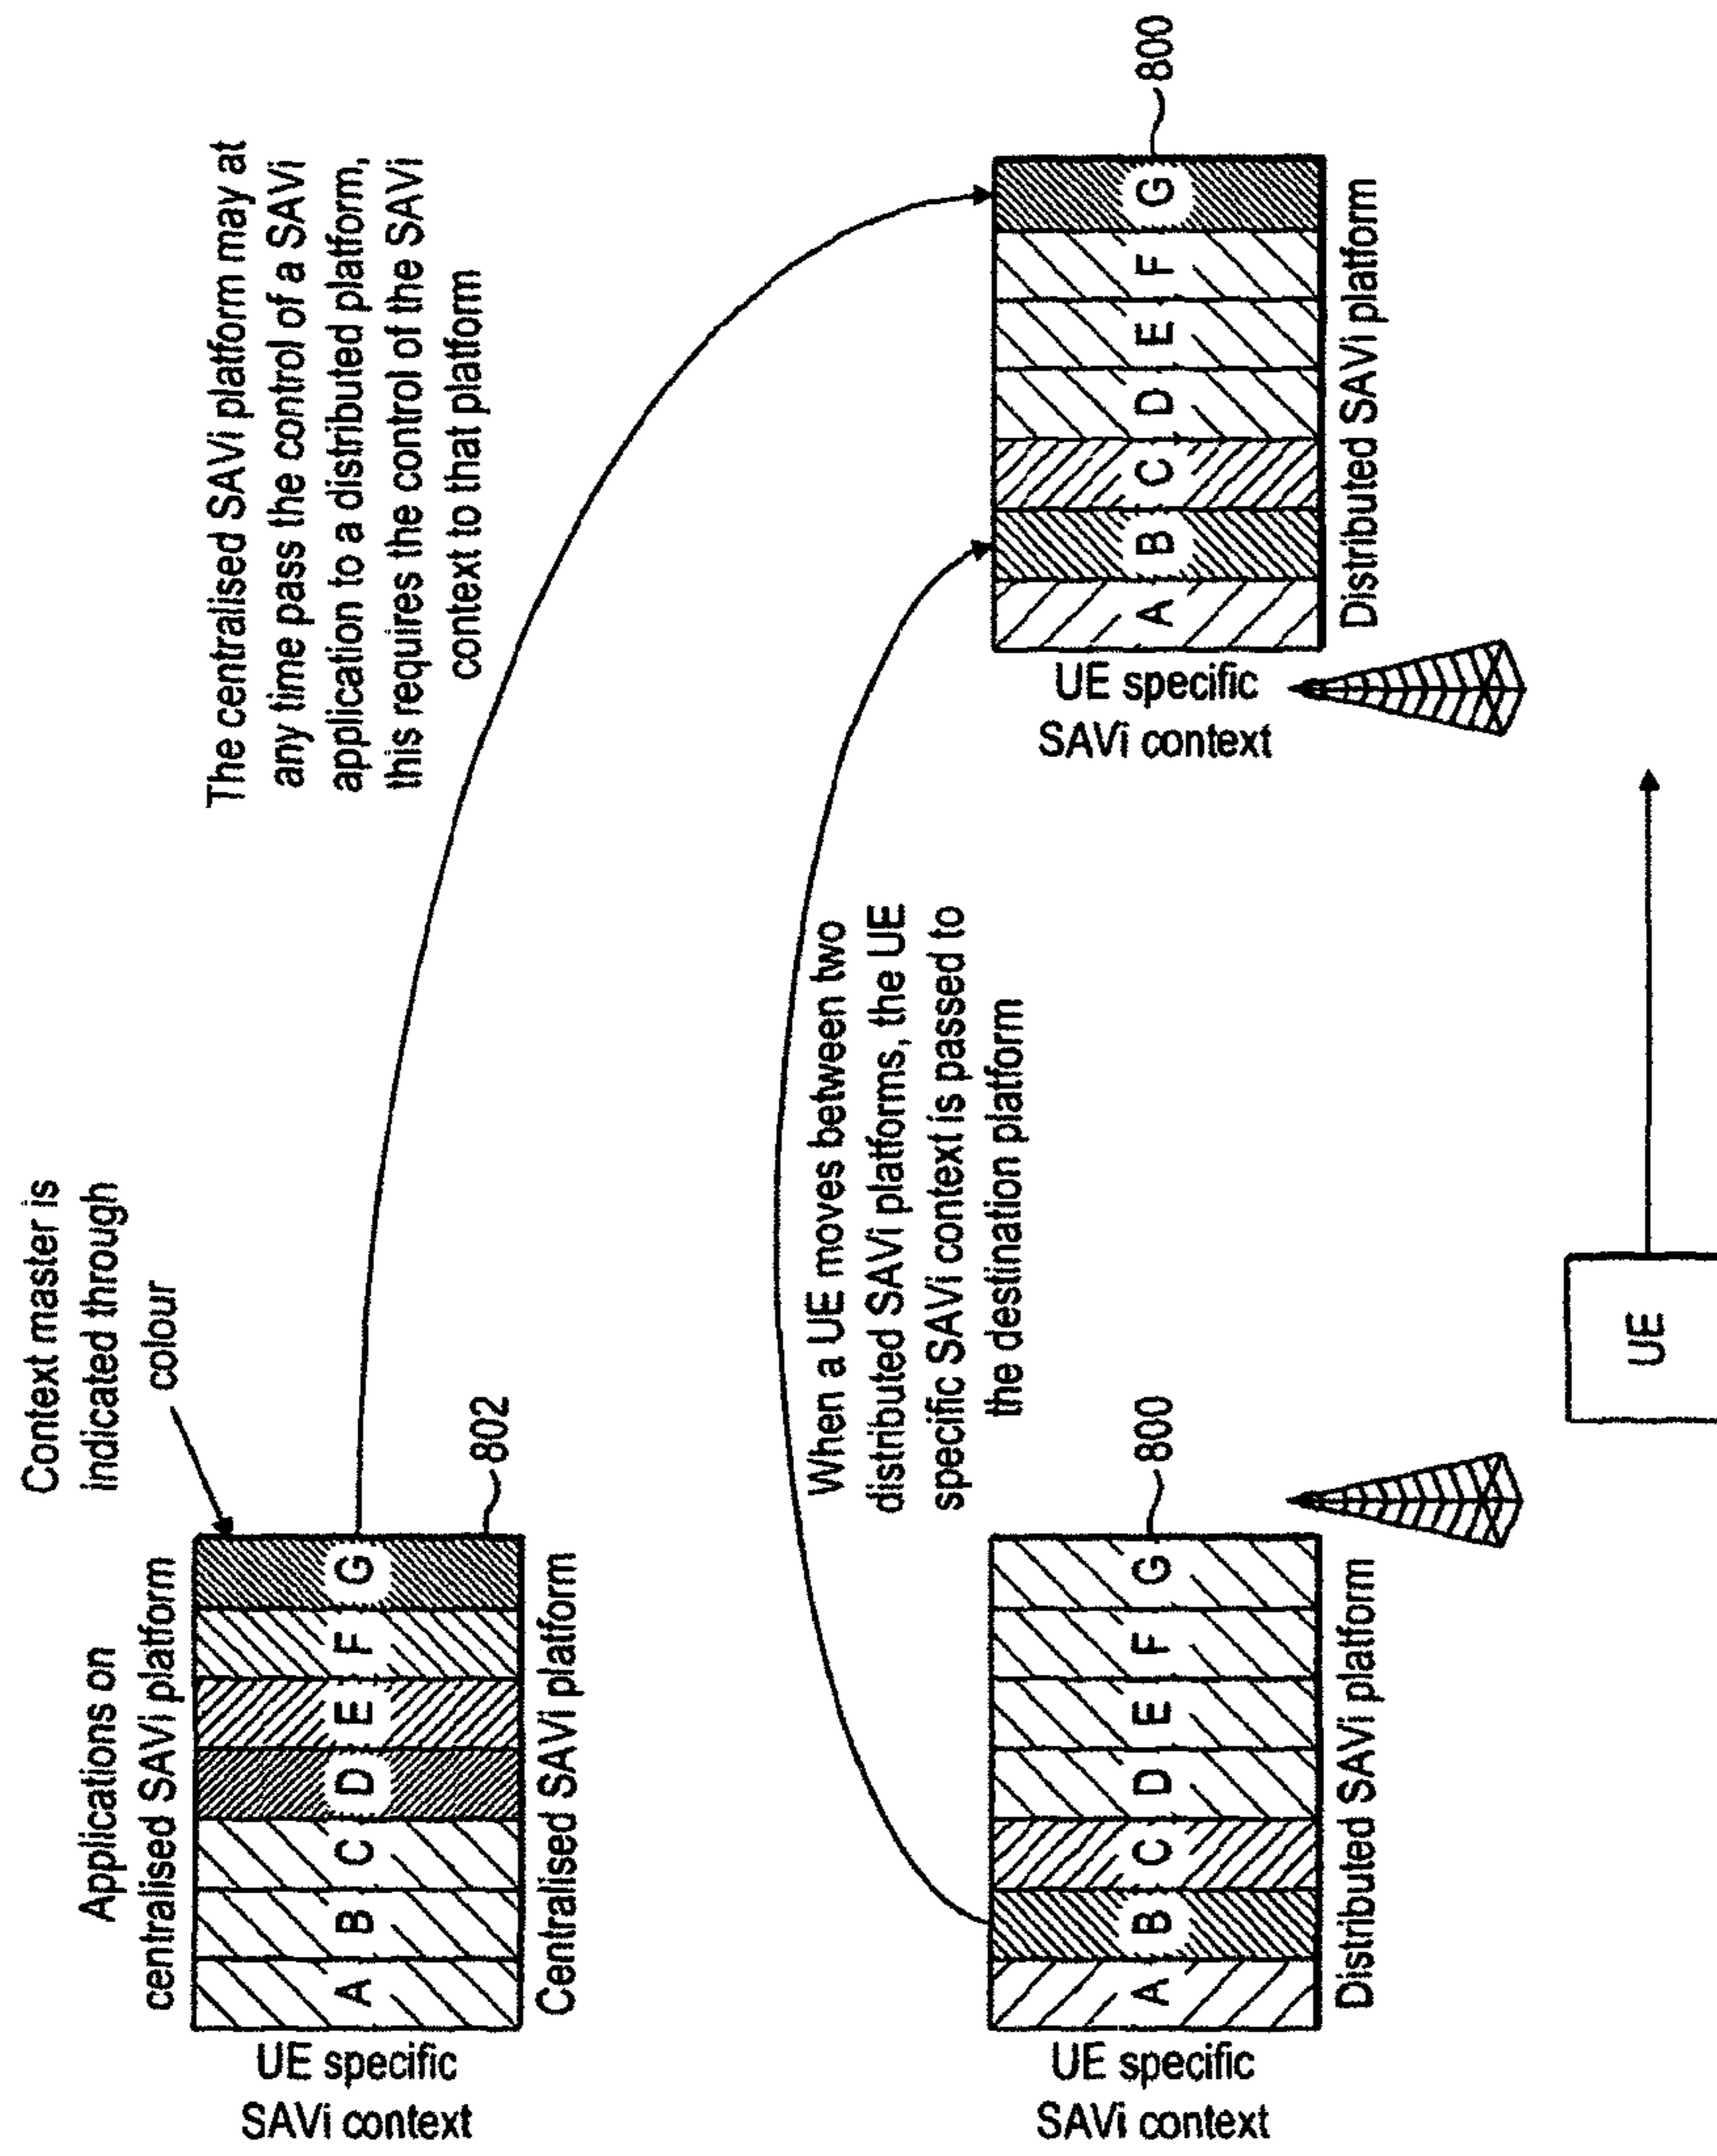 Context master is
indicated through
colour
Applications on
centralised SAVi platform
UE specific
SAVi context
A B C D E F G
802
Centralised SAVi platform
The centralised SAVi platform may at
any time pass the control of a SAVi
application to a distributed platform,
this requires the control of the SAVi
context to that platform
When a UE moves between two
distributed SAVi platforms, the UE
specific SAVi context is passed to
the destination platform
UE specific
SAVi context
A B C D E F G
800
Distributed SAVi platform
UE specific
SAVi context
A B C D E F G
800
Distributed SAVi platform
UE